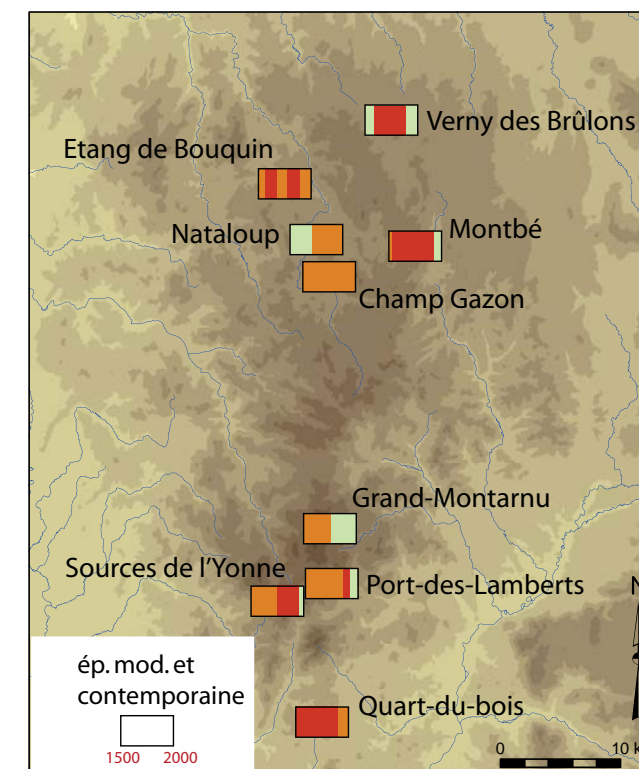 Verny des Brûlons
Etang de Bouquin
Nataloup
Montbé
Champ Gazon
Grand-Montarnu
Sources de l'Yonne
Port-des-Lamberts
N
ép. mod. et
contemporaine
1500 2000
Quart-du-bois
0 10 k